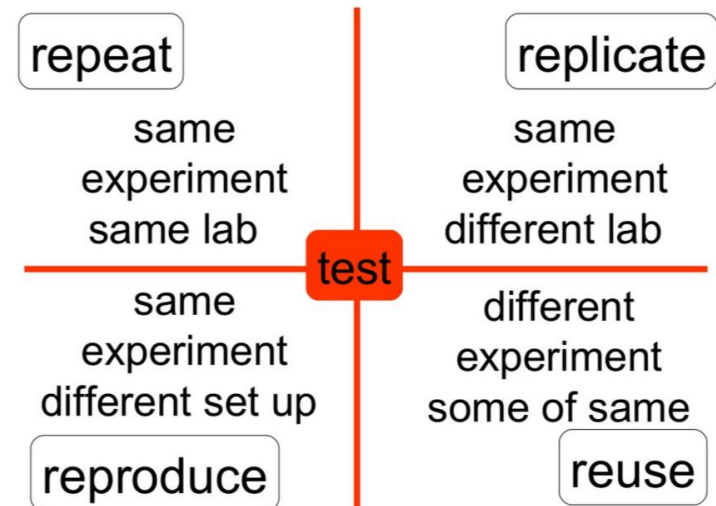 repeat
same
experiment
same lab
replicate
same
experiment
different lab
test
same
experiment
different set up
reproduce
different
experiment
some of same
reuse